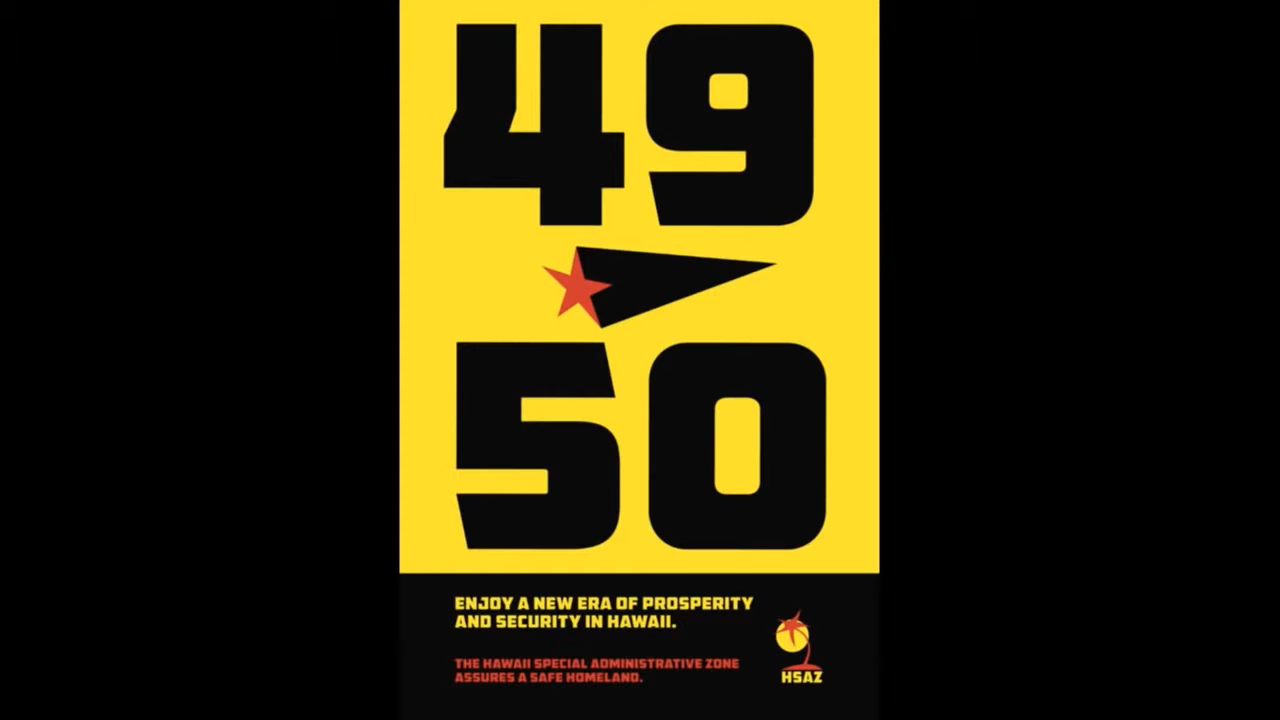 49
50
ENJOY A NEW ERA OF PROSPERITY
AND SECURITY IN HAWAII.
THE HAWAII SPECIAL ADMINISTRATIVE ZONE
ASSURES A SAFE HOMELAND.
HSAZ